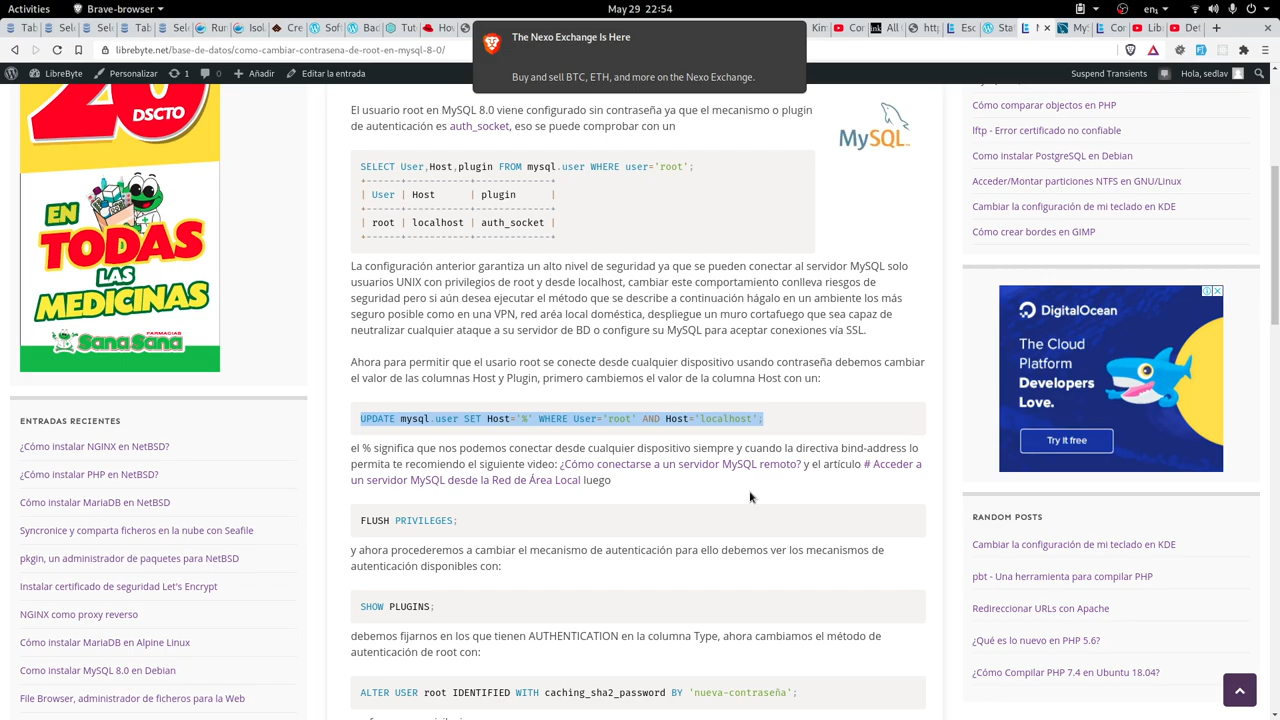 Activities
Brave-browser
May 29 22:54
The Nexo Exchange Is Here
Buy and sell BTC, ETH, and more on the Nexo Exchange.
librebyte.net/base-de-datos/como-cambiar-contrasena-de-root-en-mysql-8-0/
LibreByte
Personalizar
1
0
Añadir
Editar la entrada
Suspend Transients
Hola, sedlav
20
DSCTO
EN
TODAS
LAS
MEDICINAS
FARMACIAS
SanaSana
ENTRADAS RECIENTES
¿Cómo instalar NGINX en NetBSD?
¿Cómo instalar PHP en NetBSD?
Cómo instalar MariaDB en NetBSD
Syncronice y comparta ficheros en la nube con Seafile
pkgin, un administrador de paquetes para NetBSD
Instalar certificado de seguridad Let's Encrypt
NGINX como proxy reverso
Cómo instalar MariaDB en Alpine Linux
Como instalar MySQL 8.0 en Debian
File Browser, administrador de ficheros para la Web
El usuario root en MySQL 8.0 viene configurado sin contraseña ya que el mecanismo o plugin
de autenticación es auth_socket, eso se puede comprobar con un
MySQL
SELECT User,Host,plugin FROM mysql.user WHERE user='root';
+------+-----------+-------------+
| User | Host      | plugin      |
+------+-----------+-------------+
| root | localhost | auth_socket |
+------+-----------+-------------+
La configuración anterior garantiza un alto nivel de seguridad ya que se pueden conectar al servidor MySQL solo
usuarios UNIX con privilegios de root y desde localhost, cambiar este comportamiento conlleva riesgos de
seguridad pero si aún desea ejecutar el método que se describe a continuación hágalo en un ambiente los más
seguro posible como en una VPN, red aréa local doméstica, despliegue un muro cortafuego que sea capaz de
neutralizar cualquier ataque a su servidor de BD o configure su MySQL para aceptar conexiones vía SSL.
Ahora para permitir que el usario root se conecte desde cualquier dispositivo usando contraseña debemos cambiar
el valor de las columnas Host y Plugin, primero cambiemos el valor de la columna Host con un:
UPDATE mysql.user SET Host='%' WHERE User='root' AND Host='localhost';
el % significa que nos podemos conectar desde cualquier dispositivo siempre y cuando la directiva bind-address lo
permita te recomiendo el siguiente video: ¿Cómo conectarse a un servidor MySQL remoto? y el artículo # Acceder a
un servidor MySQL desde la Red de Área Local luego
FLUSH PRIVILEGES;
y ahora procederemos a cambiar el mecanismo de autenticación para ello debemos ver los mecanismos de
autenticación disponibles con:
SHOW PLUGINS;
debemos fijarnos en los que tienen AUTHENTICATION en la columna Type, ahora cambiamos el método de
autenticación de root con:
ALTER USER root IDENTIFIED WITH caching_sha2_password BY 'nueva-contraseña';
Cómo comparar objectos en PHP
lftp - Error certificado no confiable
Como instalar PostgreSQL en Debian
Acceder/Montar particiones NTFS en GNU/Linux
Cambiar la configuración de mi teclado en KDE
Cómo crear bordes en GIMP
DigitalOcean
The Cloud
Platform
Developers
Love.
Try it free
RANDOM POSTS
Cambiar la configuración de mi teclado en KDE
pbt - Una herramienta para compilar PHP
Redireccionar URLs con Apache
¿Qué es lo nuevo en PHP 5.6?
¿Cómo Compilar PHP 7.4 en Ubuntu 18.04?